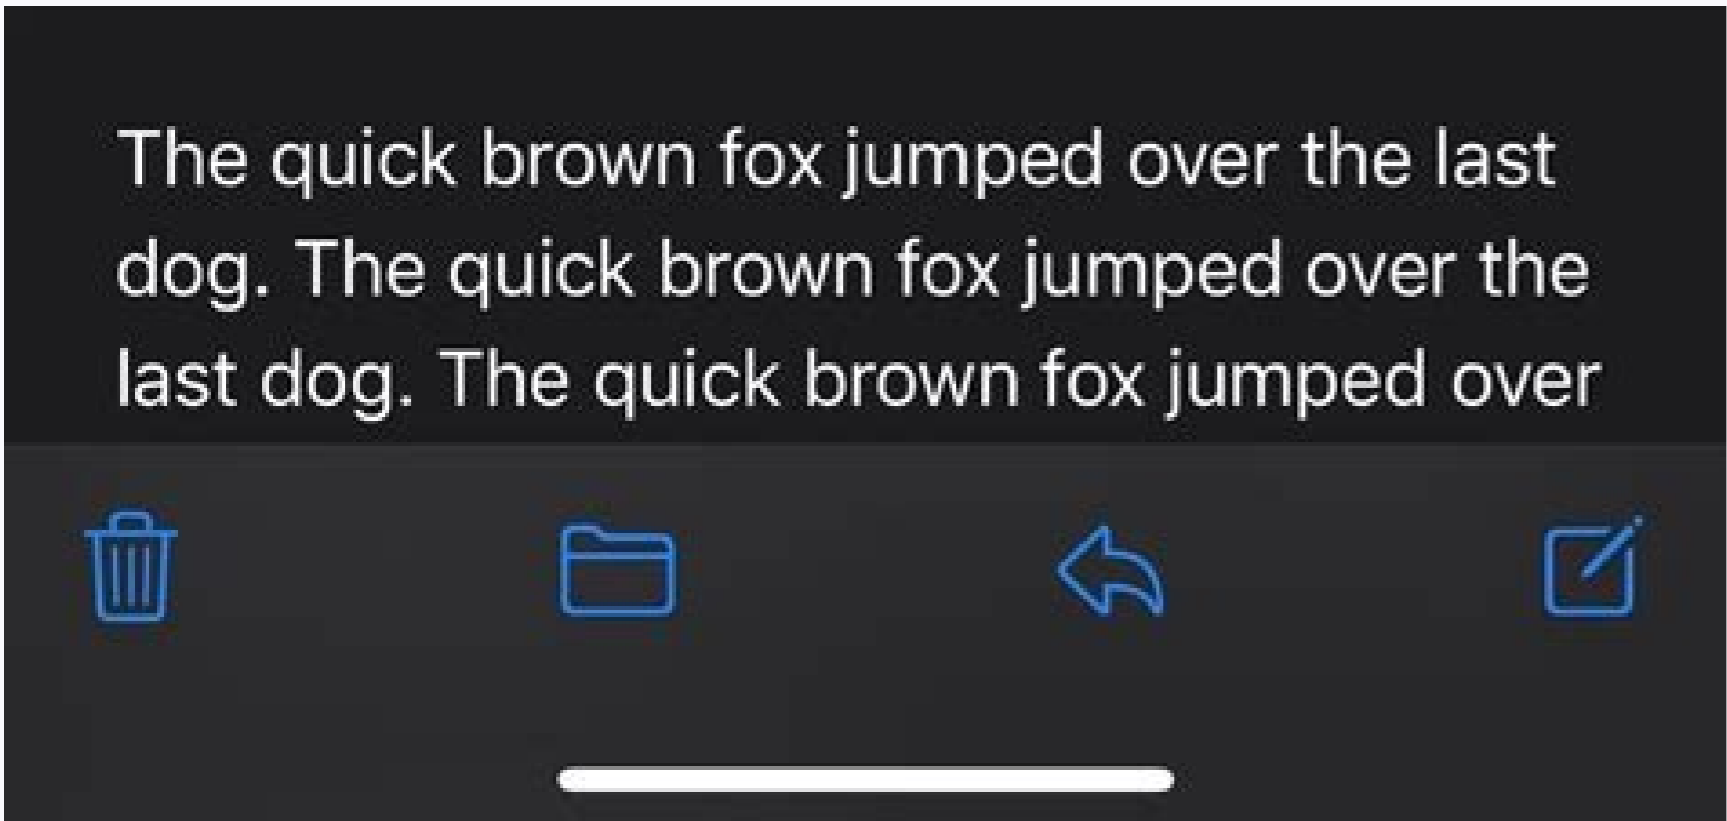 The quick brown fox jumped over the last
dog. The quick brown fox jumped over the
last dog. The quick brown fox jumped over